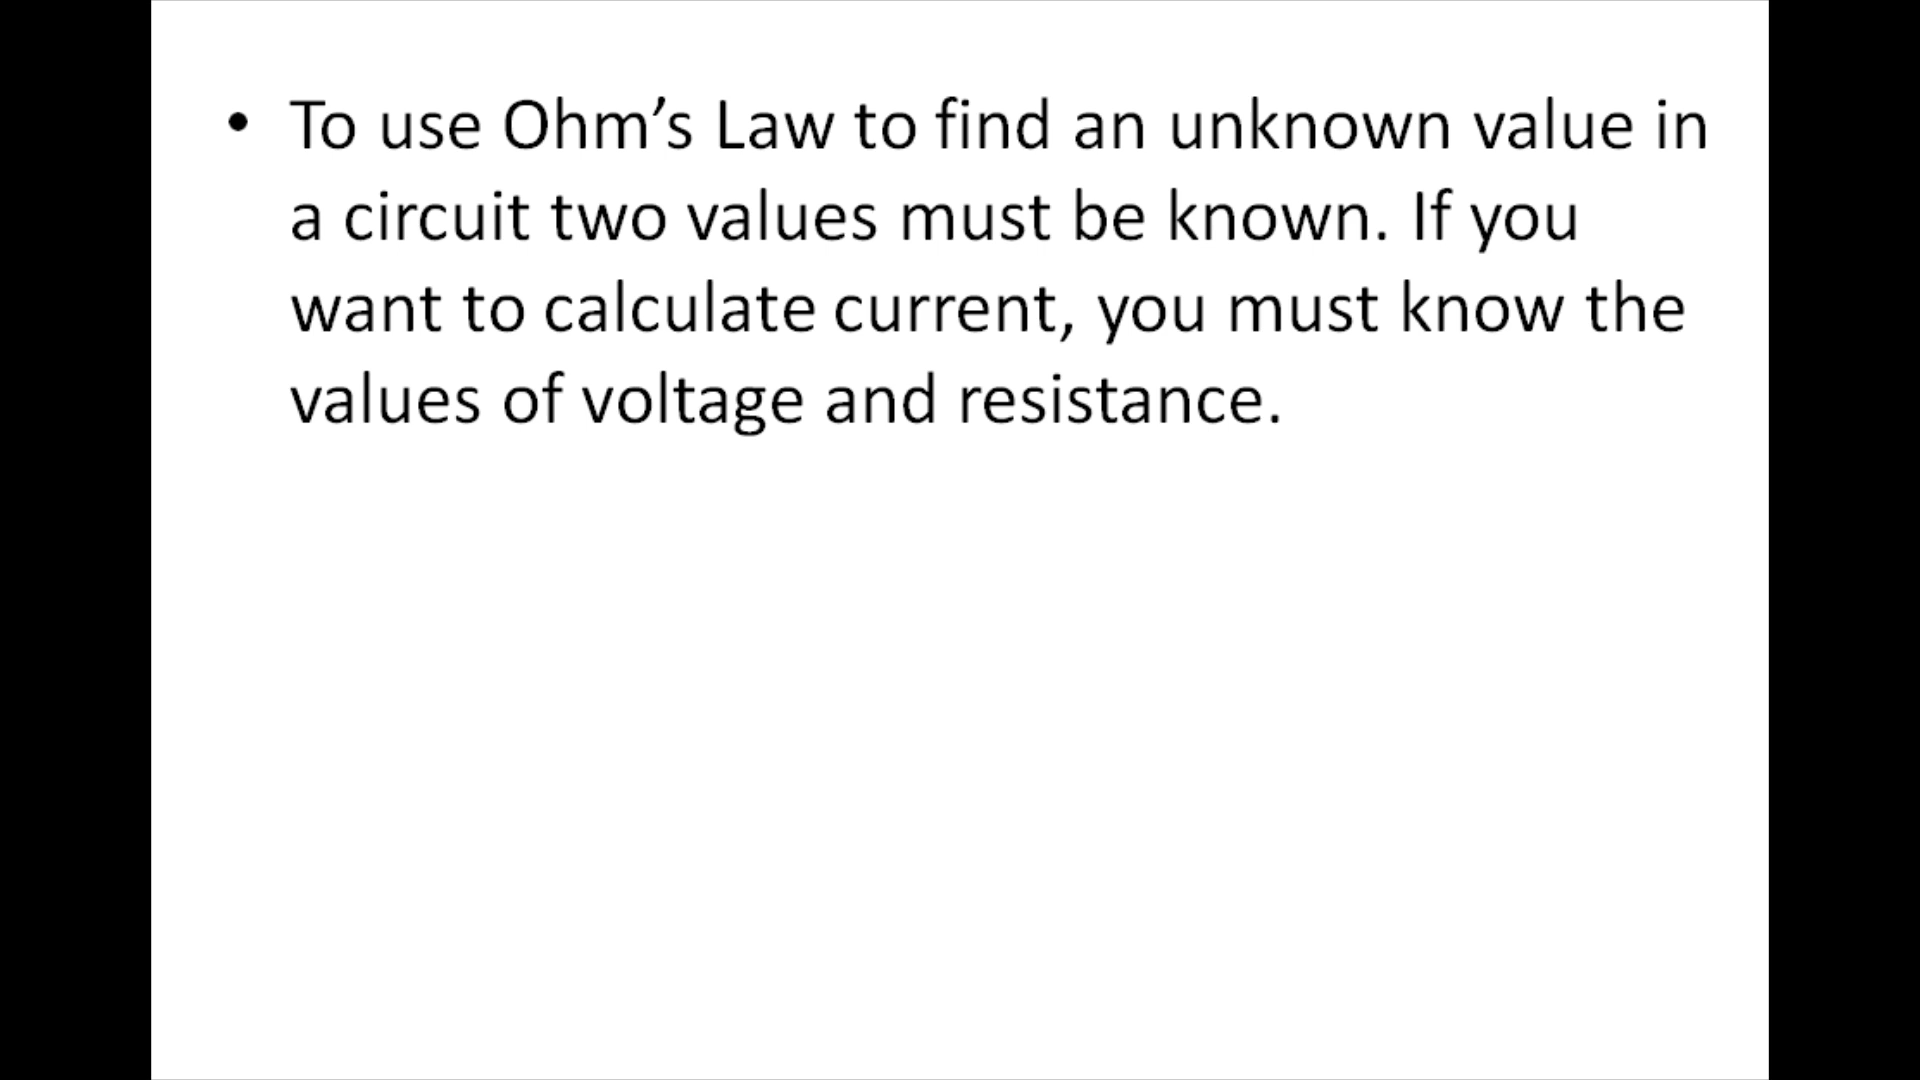 • To use Ohm’s Law to find an unknown value in
a circuit two values must be known. If you
want to calculate current, you must know the
values of voltage and resistance.